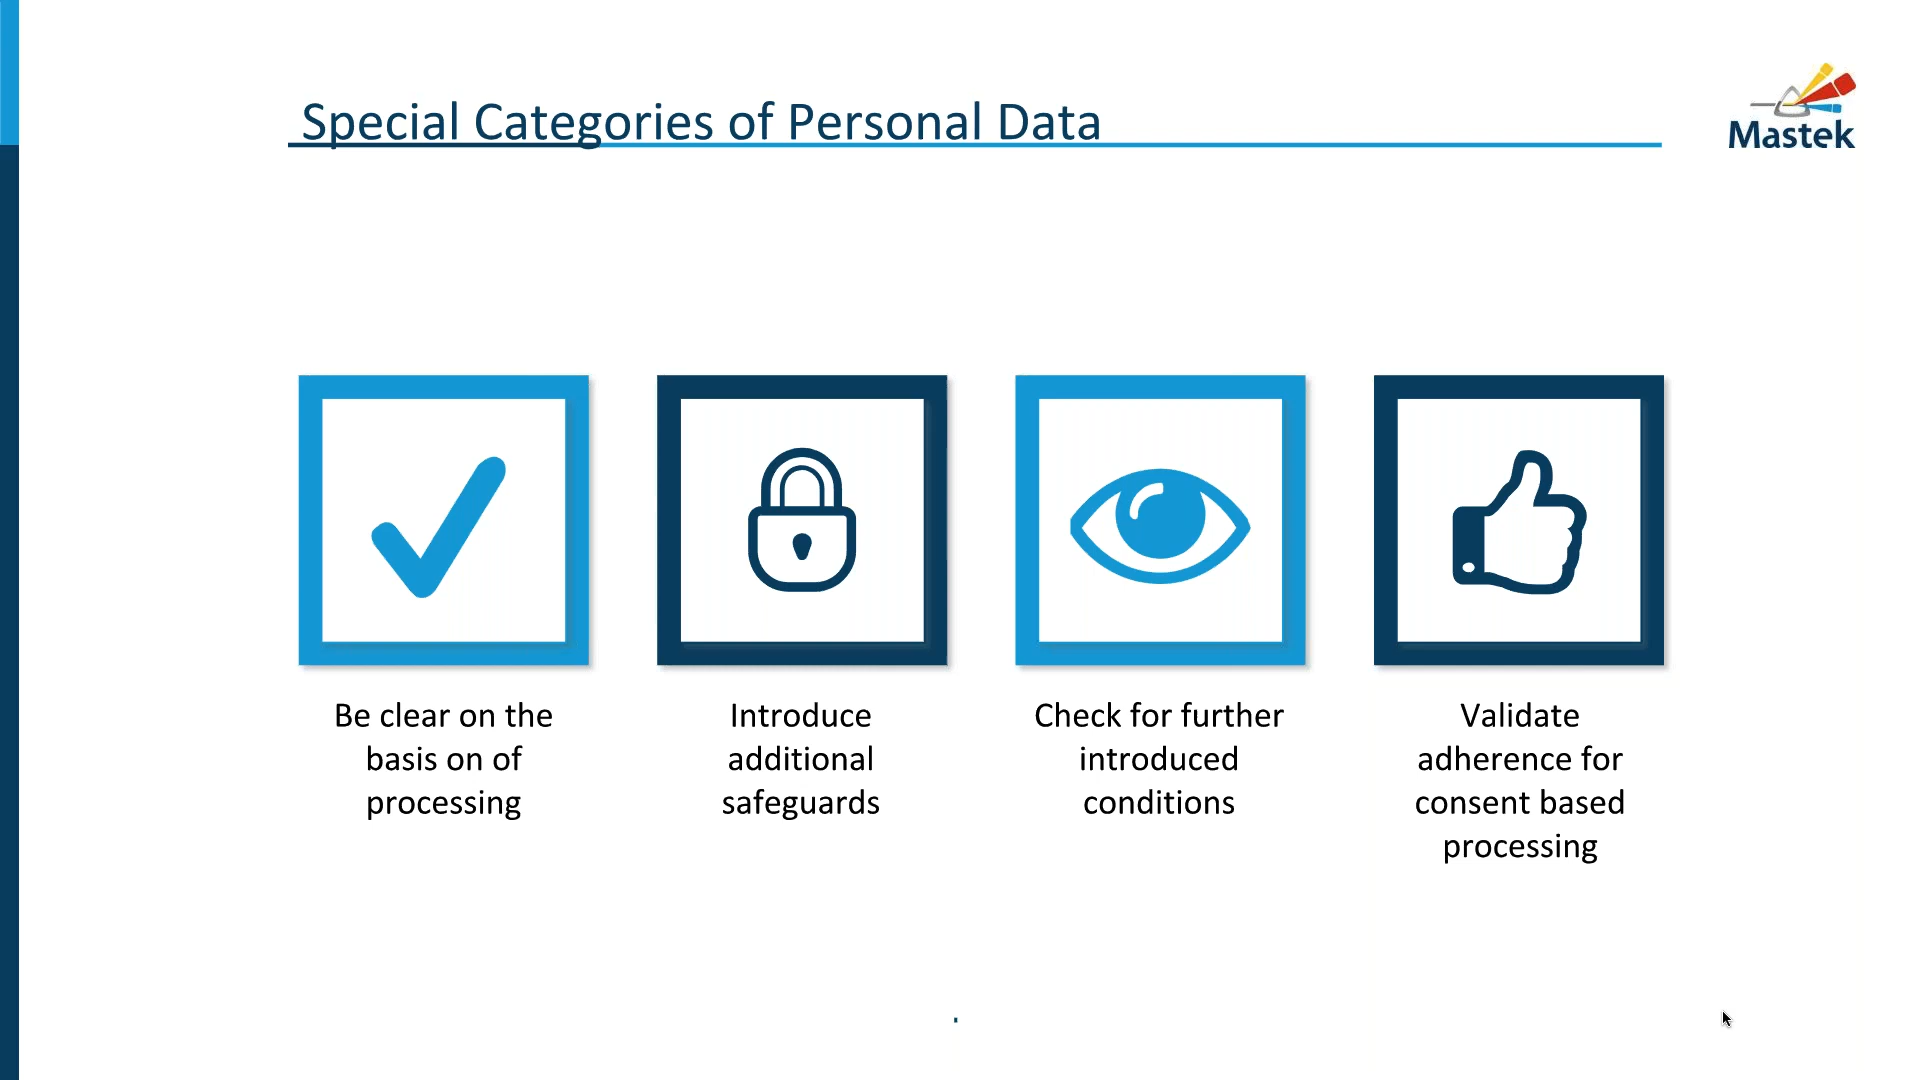 Special Categories of Personal Data
Mastek
Be clear on the
basis on of
processing
Introduce
additional
safeguards
Check for further
introduced
conditions
Validate
adherence for
consent based
processing